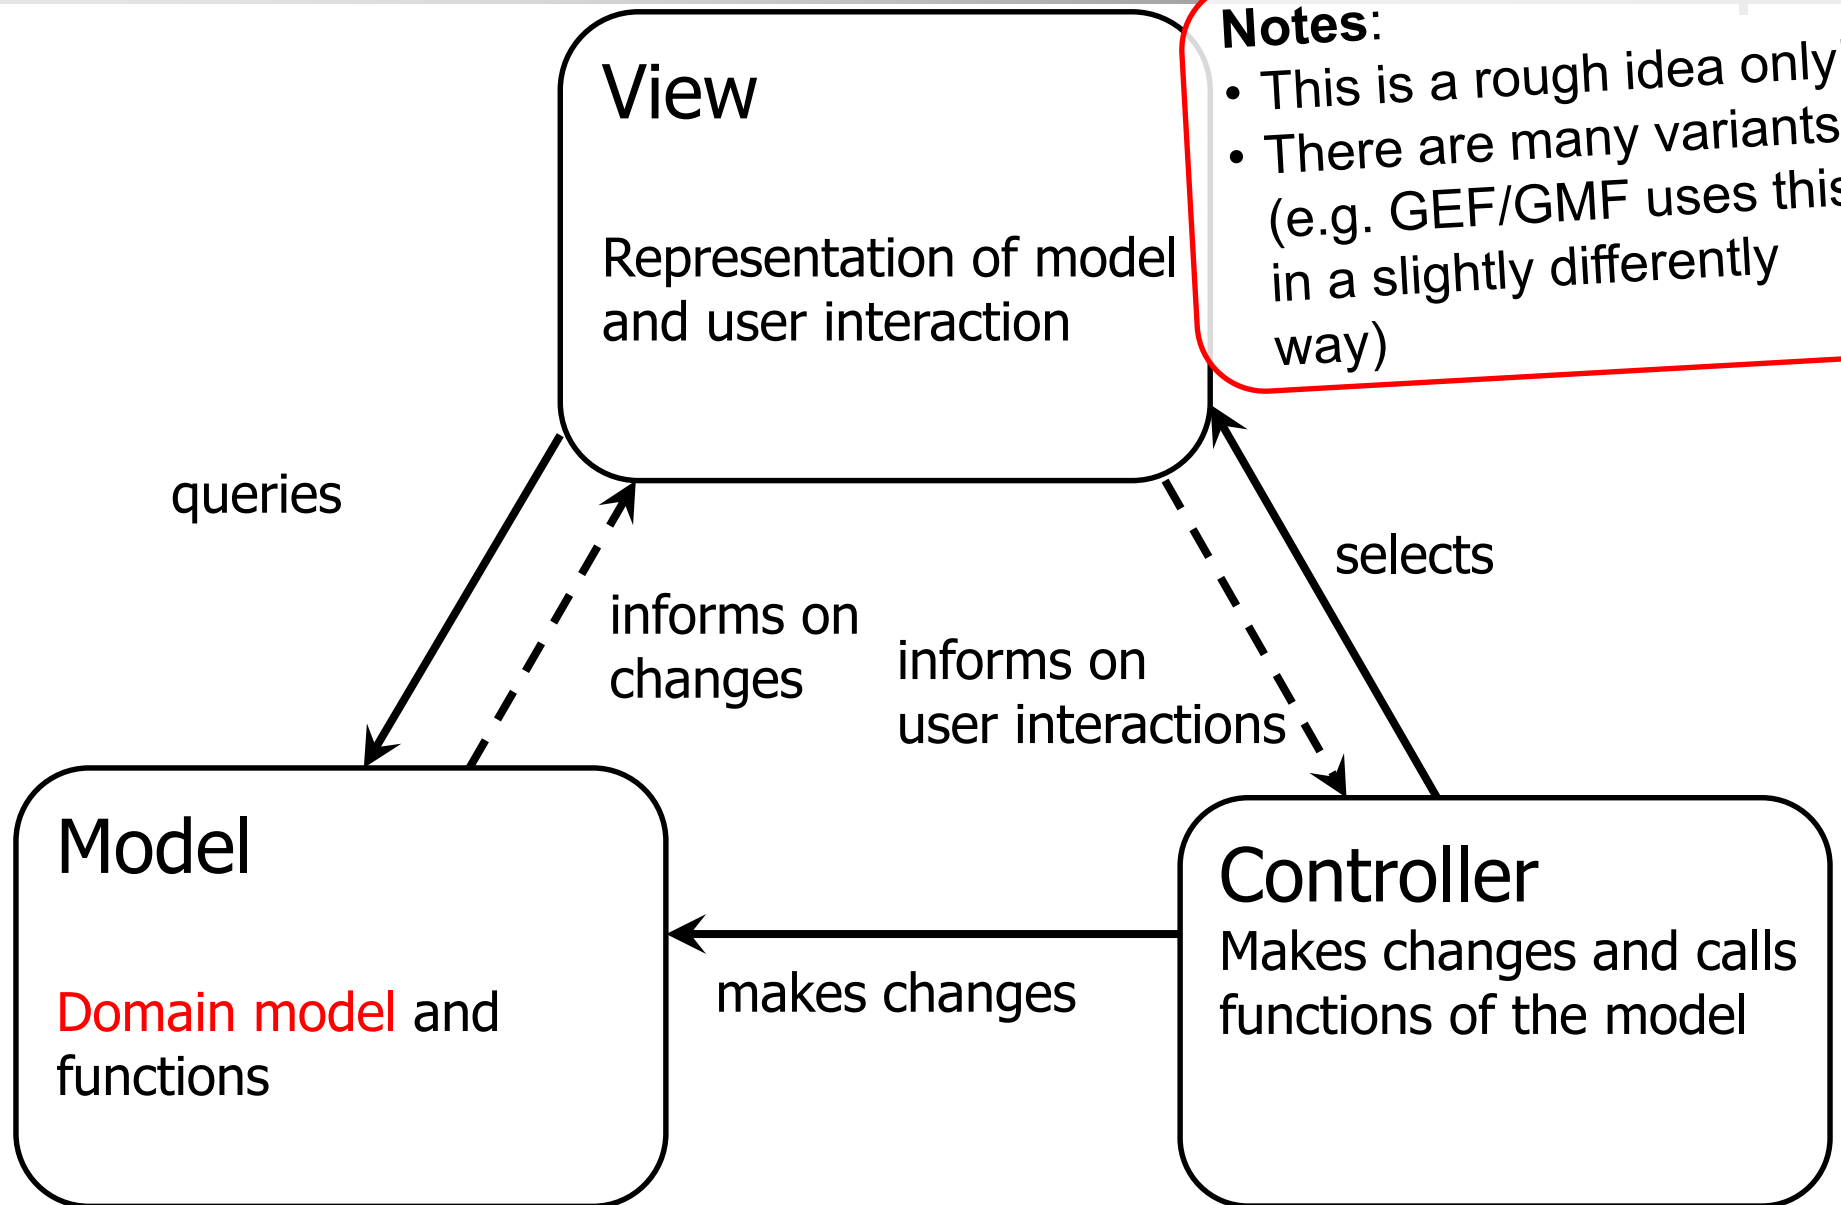 View
Representation of model
and user interaction
Notes:
• This is a rough idea only
• There are many variants
(e.g. GEF/GMF uses this
in a slightly differently
way)
queries
selects
informs on
changes
informs on
user interactions
Model
Domain model and
functions
makes changes
Controller
Makes changes and calls
functions of the model